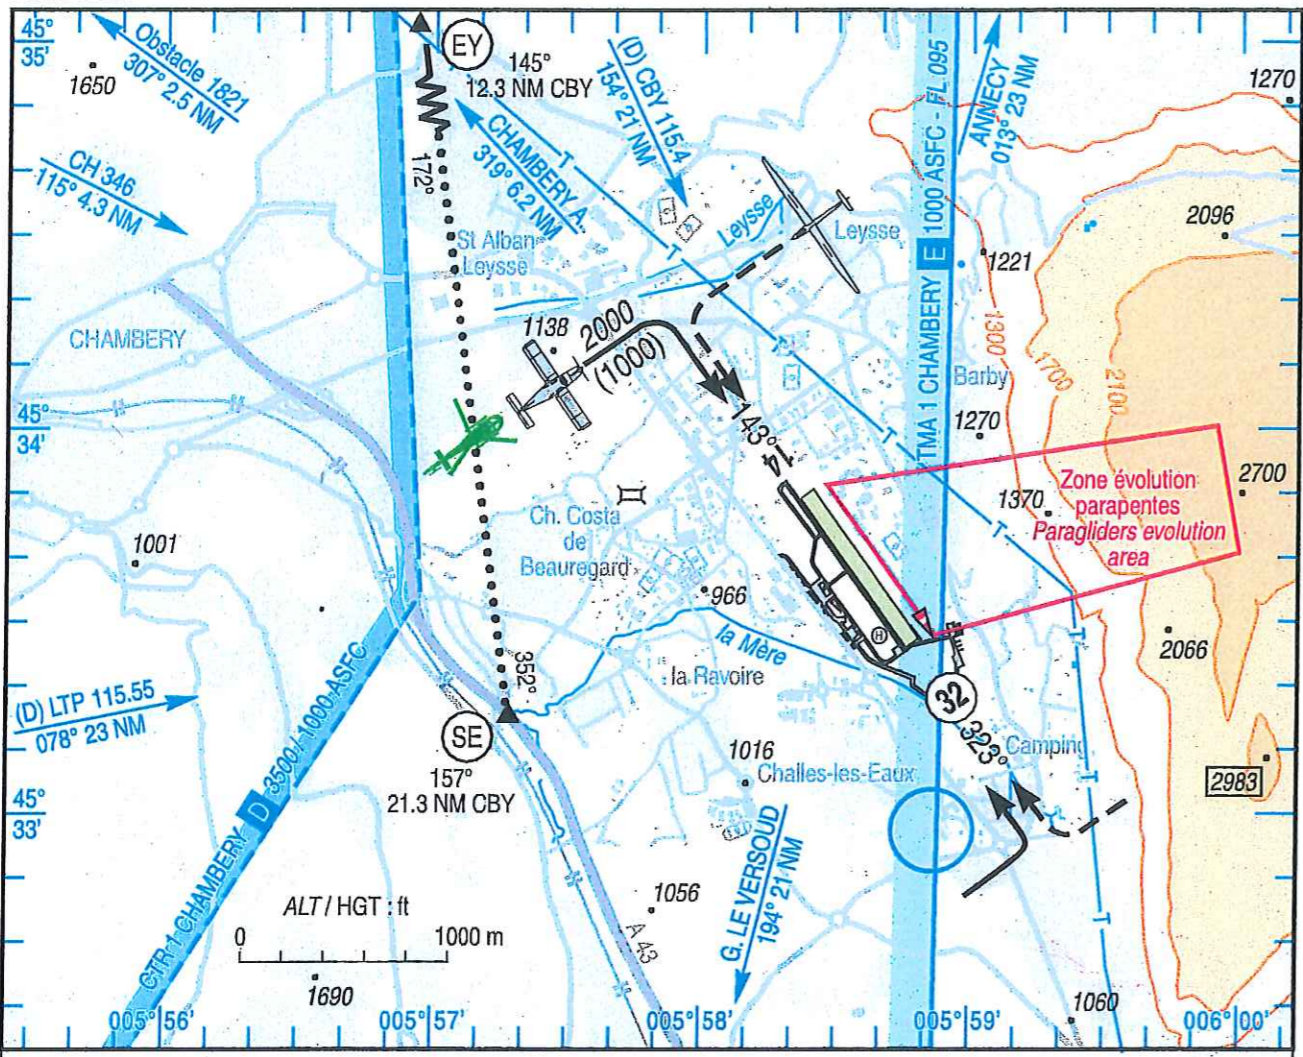 45°
35'
1650
Obstacle 1821
307° 2.5 NM
EY
145°
12.3 NM CBY
(D) CBY 115.4
154° 21 NM
TMA 1 CHAMBERY E 1000 ASFC - FL 095
ANNECY
013° 23 NM
1270
CH 346
115° 4.3 NM
172°
CHAMBERY A.
319° 6.2 NM
T
St Alban
Leysse
Leysse
Leysse
T
2096
1221
CHAMBERY
1138
2000
(1000)
1300
1700
2100
Barby
45°
34'
143°
T
1270
Zone évolution
parapentes
Paragliders evolution
area
2700
1370
T
Ch. Costa
de
Beauregard
1001
966
la Mère
H
2066
352°
la Ravoire
T
32
(D) LTP 115.55
078° 23 NM
SE
157°
21.3 NM CBY
323°
Camping
1016
Challes-les-Eaux
2983
45°
33'
CTR 1 CHAMBERY D 3500 / 1000 ASFC
G. LE VERSOUD
194° 21 NM
ALT / HGT : ft
0
1000 m
1056
A 43
T
1690
1060
005°56'
005°57'
005°58'
005°59'
006°00'